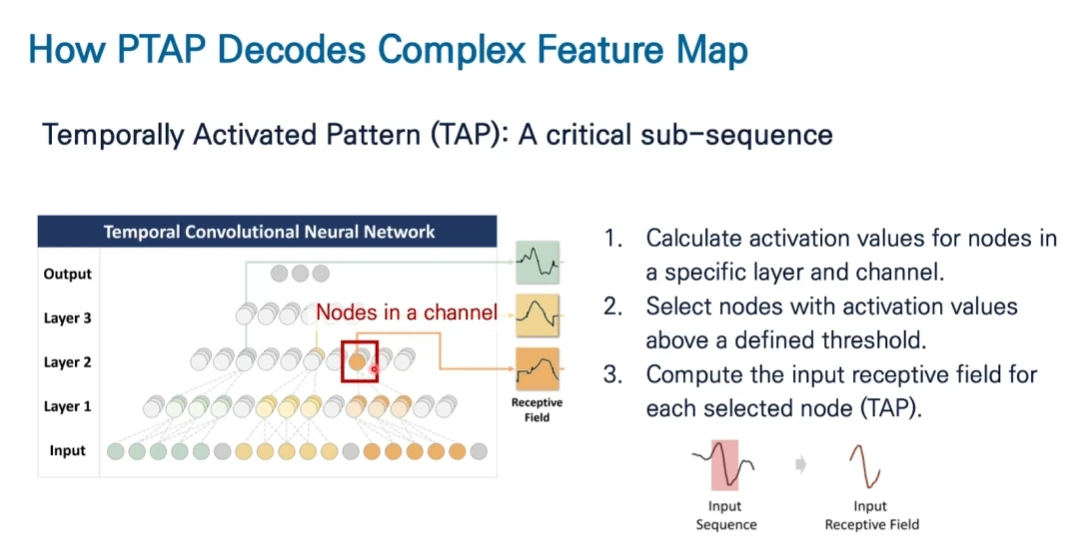 How PTAP Decodes Complex Feature Map
Temporally Activated Pattern (TAP): A critical sub-sequence
Temporal Convolutional Neural Network
Output
Layer 3
Nodes in a channel
Layer 2
Layer 1
Input
Receptive
Field
1. Calculate activation values for nodes in
a specific layer and channel.
2. Select nodes with activation values
above a defined threshold.
3. Compute the input receptive field for
each selected node (TAP).
Input
Sequence
Input
Receptive Field